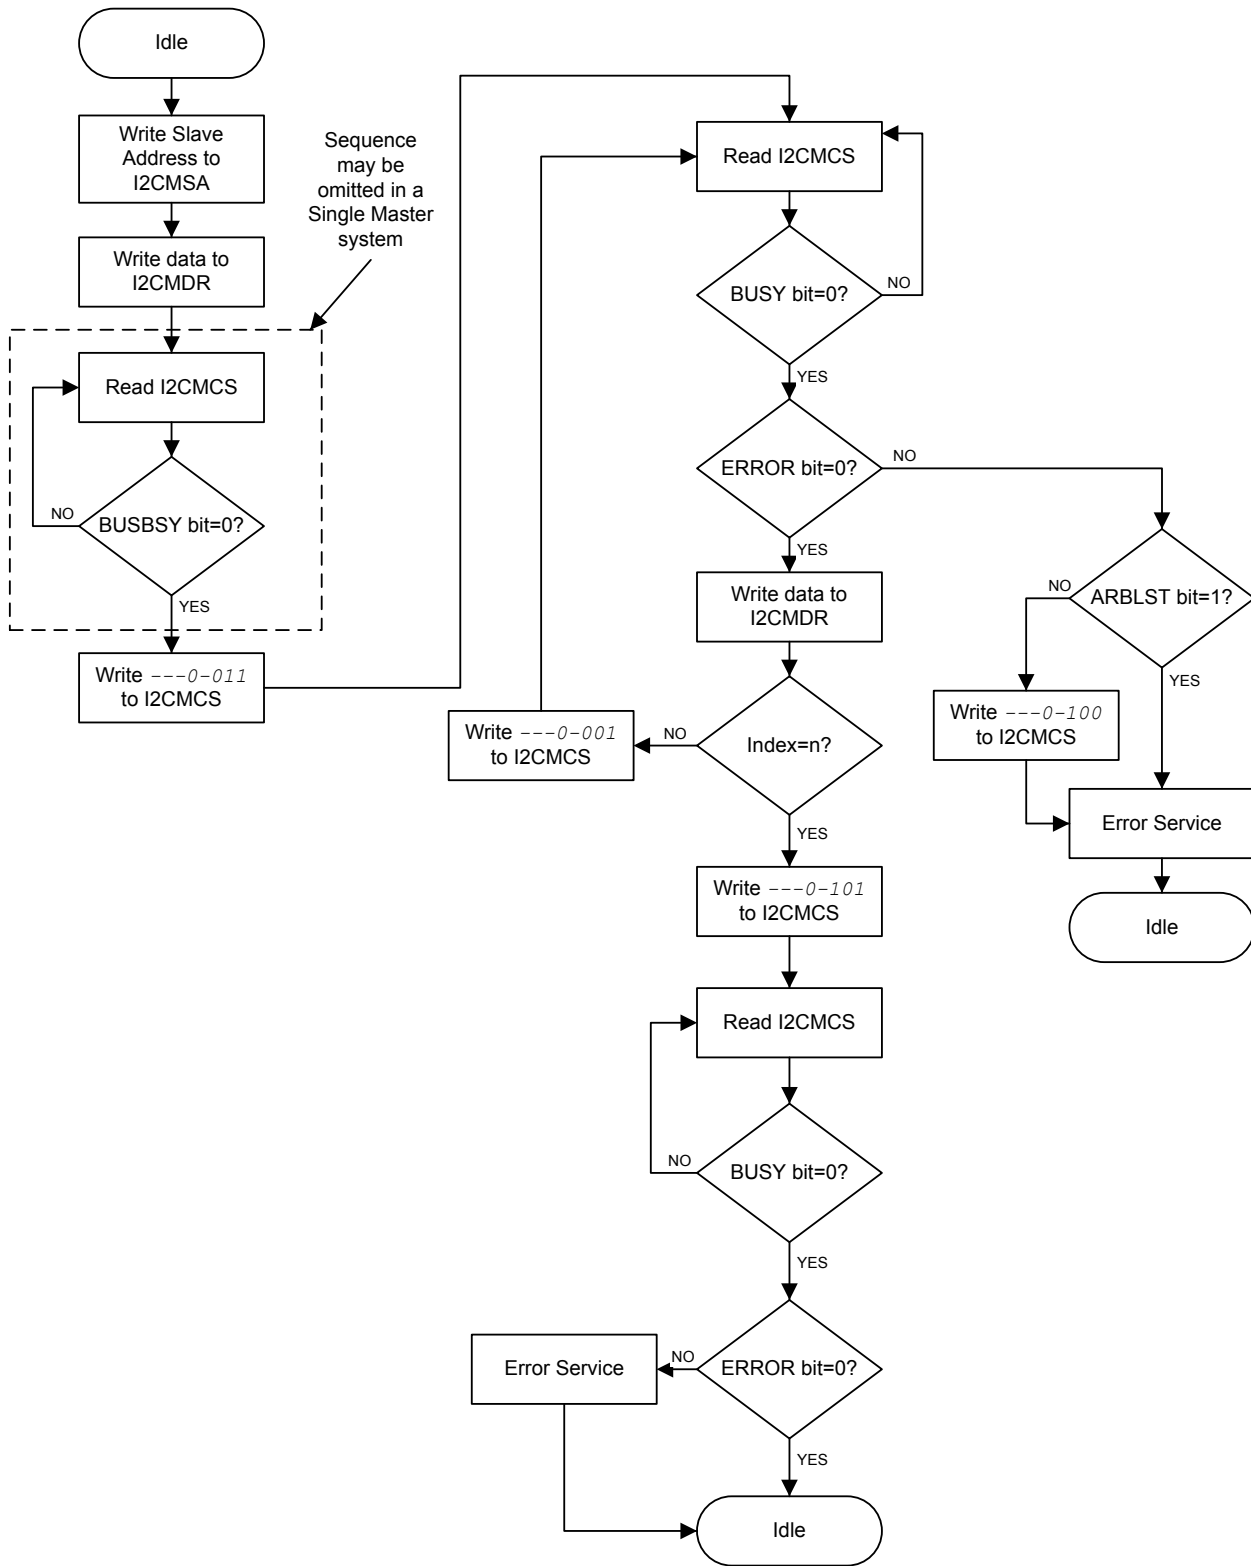 Idle
Write Slave
Address to
I2CMSA
Write data to
I2CMDR
Sequence
may be
omitted in a
Single Master
system
Read I2CMCS
BUSBSY bit=0?
NO
YES
Write ---0-011
to I2CMCS
Read I2CMCS
BUSY bit=0?
NO
YES
ERROR bit=0?
NO
YES
Write data to
I2CMDR
Index=n?
NO
Write ---0-001
to I2CMCS
YES
ARBLST bit=1?
NO
YES
Write ---0-100
to I2CMCS
Error Service
Idle
Write ---0-101
to I2CMCS
Read I2CMCS
BUSY bit=0?
NO
YES
ERROR bit=0?
NO
Error Service
YES
Idle